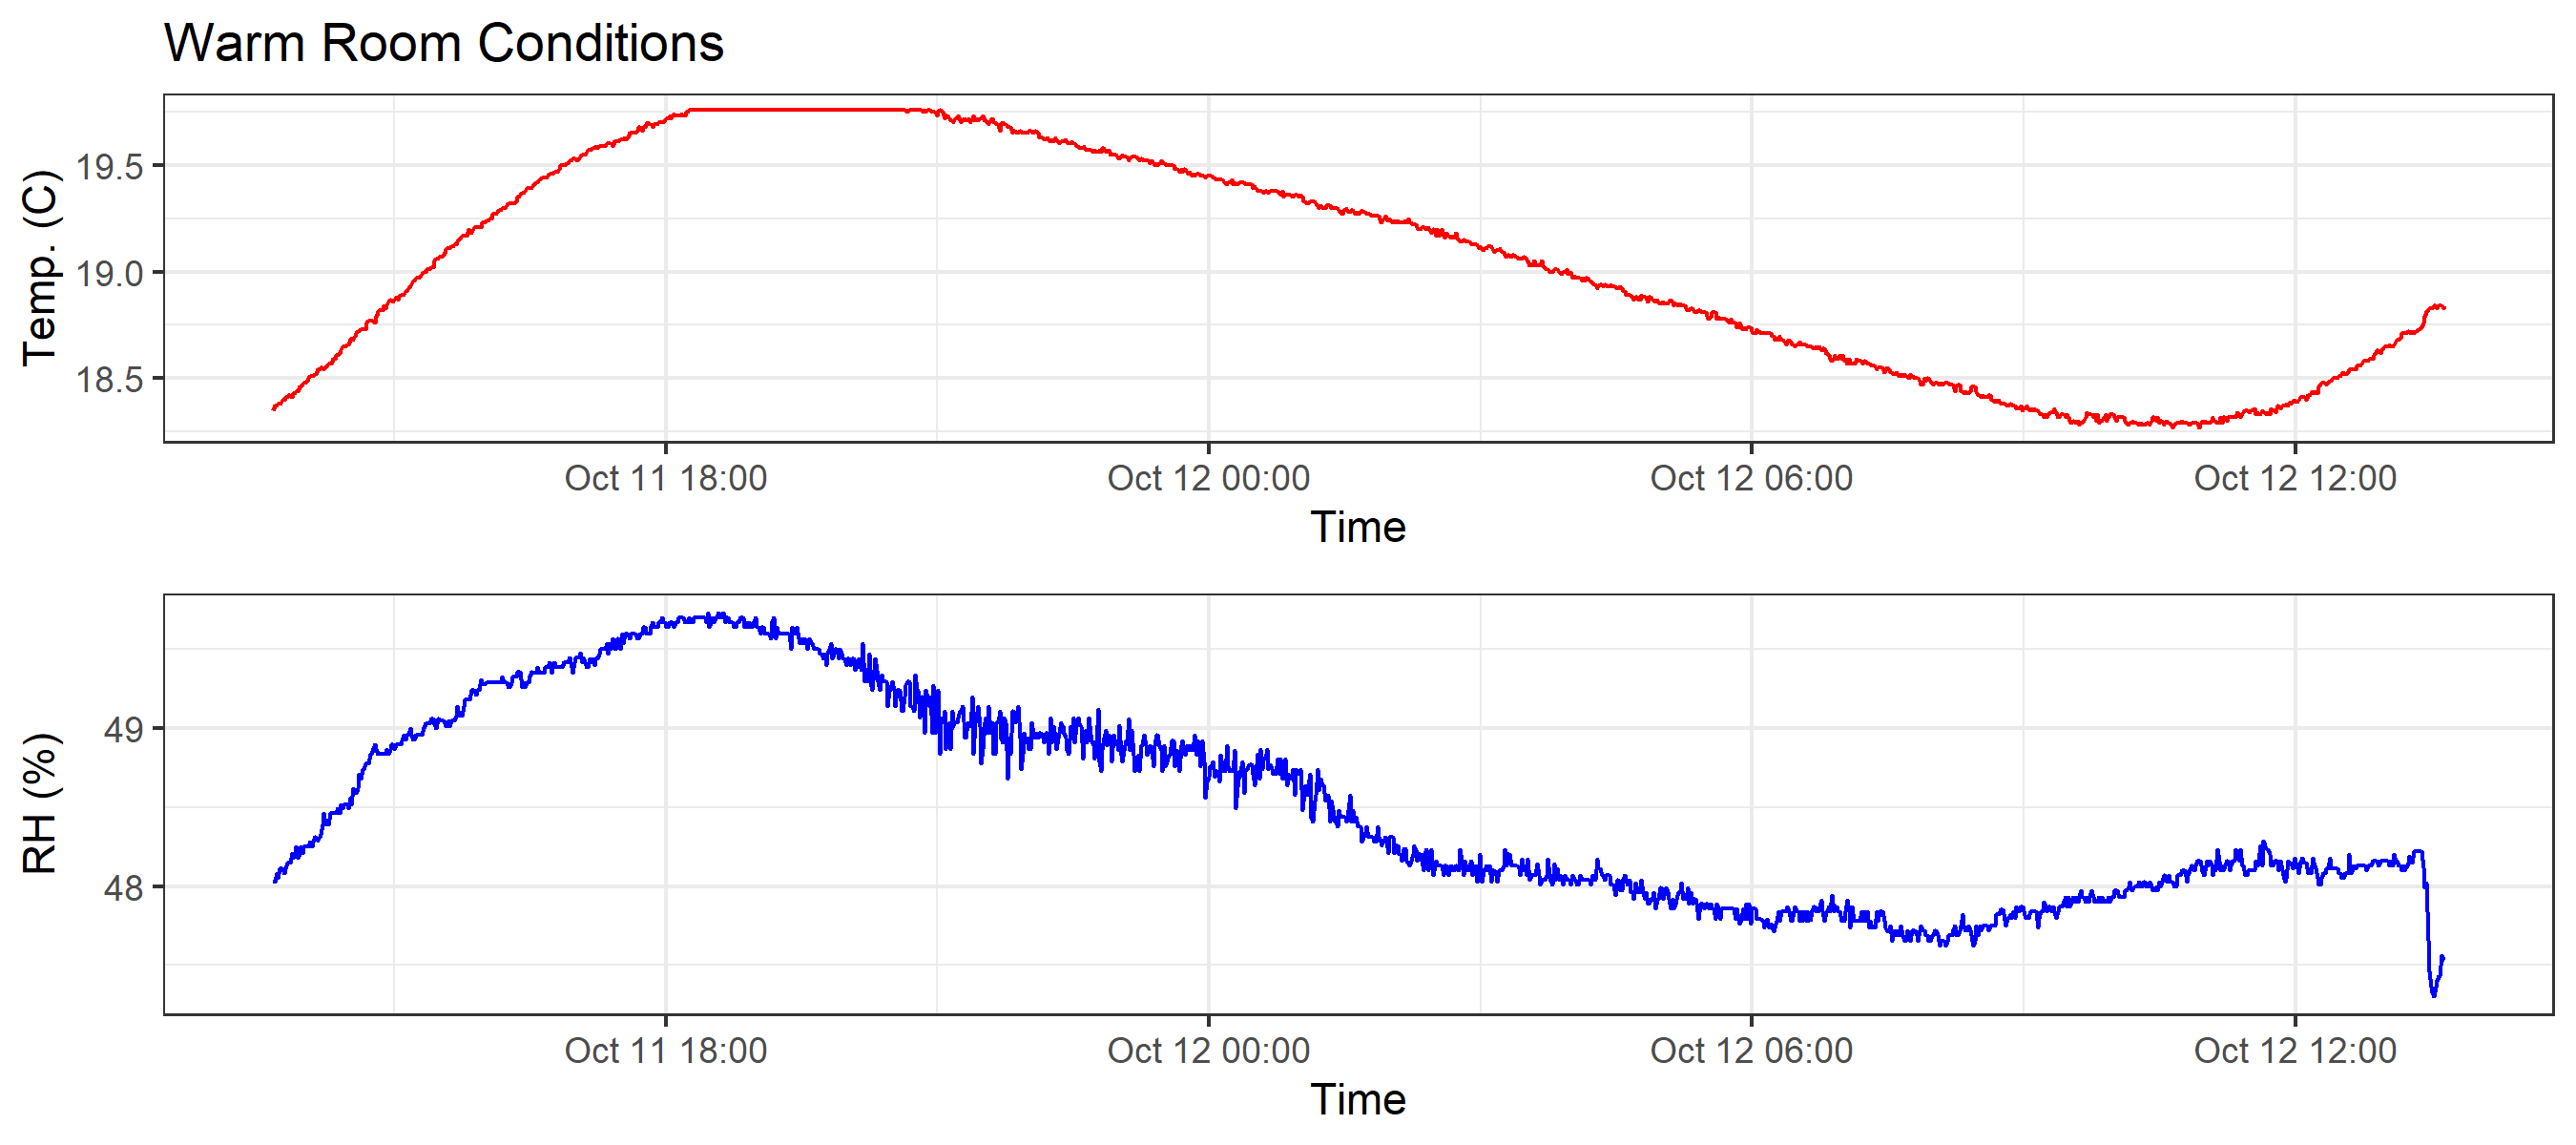 Warm Room Conditions
Temp. (C)
19.5
19.0
18.5
Oct 11 18:00 Oct 12 00:00 Oct 12 06:00 Oct 12 12:00
Time
RH (%)
49
48
Oct 11 18:00 Oct 12 00:00 Oct 12 06:00 Oct 12 12:00
Time